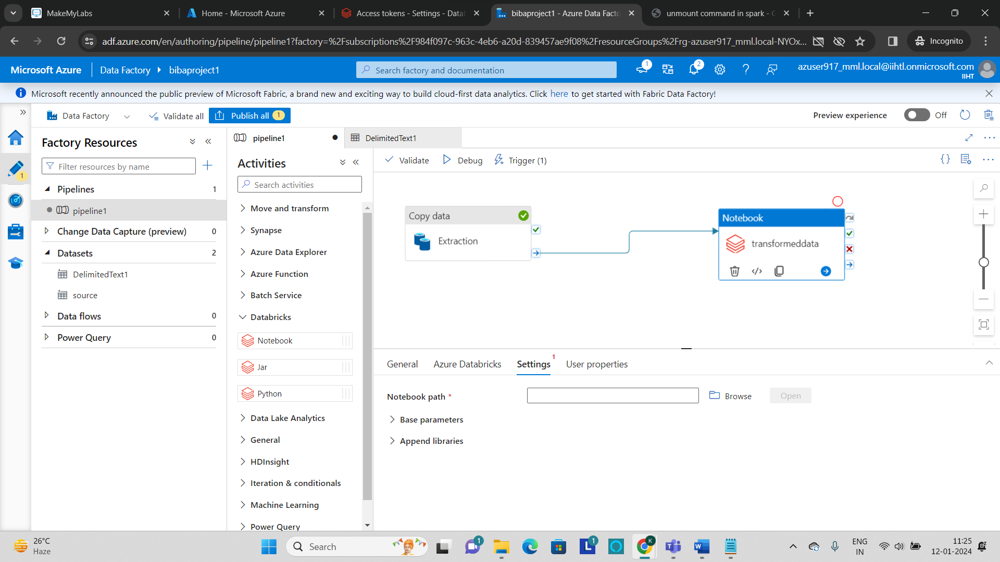 MakeMyLabs
Home - Microsoft Azure
Access tokens - Settings - Datal
bibaproject1 - Azure Data Facto
unmount command in spark - G
adf.azure.com/en/authoring/pipeline/pipeline1?factory=%2Fsubscriptions%2F984f097c-963c-4eb6-a20d-839457ae9f08%2FresourceGroups%2Frg-azuser917_mml.local-NYOx...
Incognito
Microsoft Azure
Data Factory
bibaproject1
Search factory and documentation
1
2
azuser917_mml.local@iihtl.onmicrosoft.com
IIHT
Microsoft recently announced the public preview of Microsoft Fabric, a brand new and exciting way to build cloud-first data analytics. Click here to get started with Fabric Data Factory!
Data Factory
Validate all
Publish all 1
Preview experience
Off
Factory Resources
Filter resources by name
1
Pipelines 1
pipeline1
Change Data Capture (preview) 0
Datasets 2
DelimitedText1
source
Data flows 0
Power Query 0
pipeline1
DelimitedText1
Activities
Search activities
Move and transform
Synapse
Azure Data Explorer
Azure Function
Batch Service
Databricks
Notebook
Jar
Python
Data Lake Analytics
General
HDInsight
Iteration & conditionals
Machine Learning
Power Query
Validate
Debug
Trigger (1)
Copy data
Extraction
Notebook
transformeddata
General
Azure Databricks
Settings 1
User properties
Notebook path *
Browse
Open
Base parameters
Append libraries
26°C
Haze
Search
1
L
1
K
ENG
IN
11:25
12-01-2024